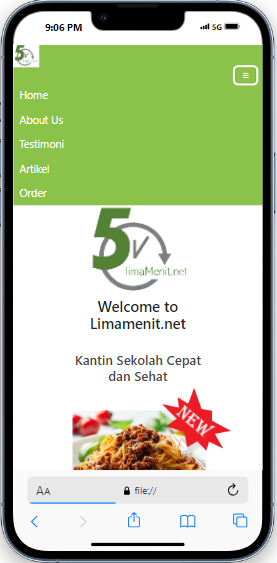 9:06 PM
5G
5
Home
About Us
Testimoni
Artikel
Order
5 V
limaMenit.net
Welcome to
Limamenit.net
Kantin Sekolah Cepat
dan Sehat
NEW
AA
file://